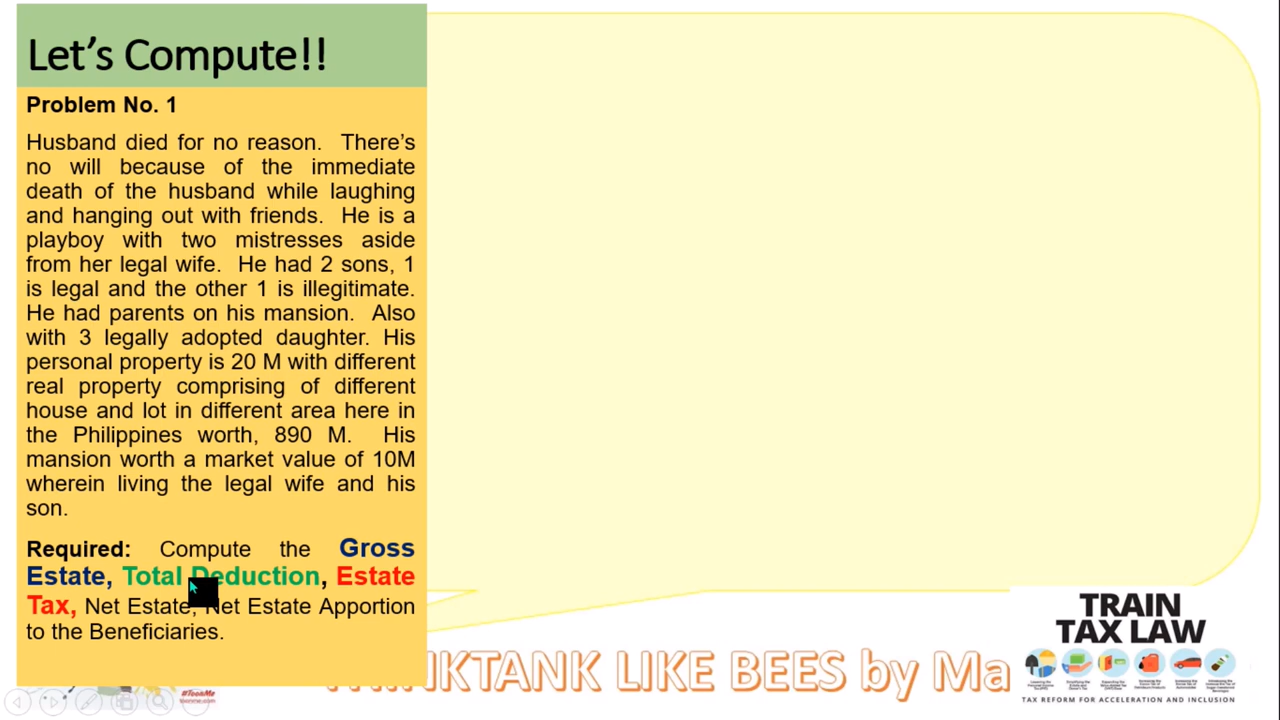 Let's Compute!!
Problem No. 1
Husband died for no reason. There's
no will because of the immediate
death of the husband while laughing
and hanging out with friends. He is a
playboy with two mistresses aside
from her legal wife. He had 2 sons, 1
is legal and the other 1 is illegitimate.
He had parents on his mansion. Also
with 3 legally adopted daughter. His
personal property is 20 M with different
real property comprising of different
house and lot in different area here in
the Philippines worth, 890 M. His
mansion worth a market value of 10M
wherein living the legal wife and his
son.
Required: Compute the Gross
Estate, Total Deduction, Estate
Tax, Net Estate, Net Estate Apportion
to the Beneficiaries.
LIKE BEES by Ma
TRAIN
TAX LAW
TAX REFORM FOR ACCELERATION AND INCLUSION